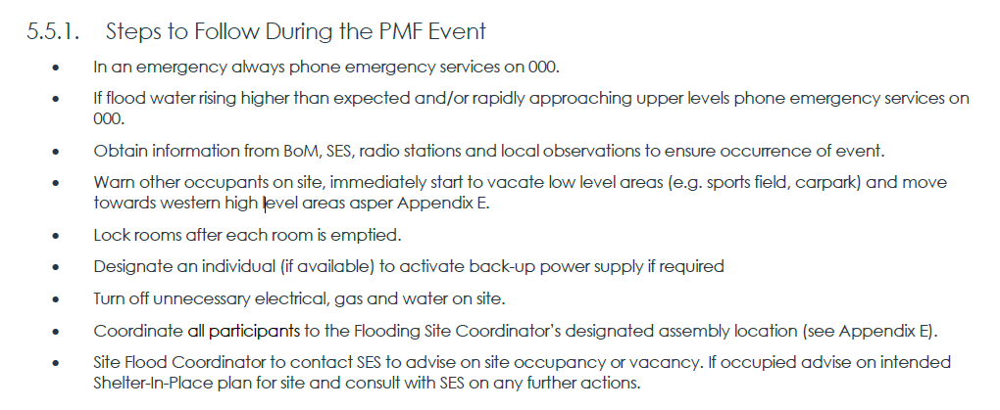 5.5.1. Steps to Follow During the PMF Event
• In an emergency always phone emergency services on 000.
• If flood water rising higher than expected and/or rapidly approaching upper levels phone emergency services on
000.
• Obtain information from BoM, SES, radio stations and local observations to ensure occurrence of event.
• Warn other occupants on site, immediately start to vacate low level areas (e.g. sports field, carpark) and move
towards western high level areas asper Appendix E.
• Lock rooms after each room is emptied.
• Designate an individual (if available) to activate back-up power supply if required
• Turn off unnecessary electrical, gas and water on site.
• Coordinate all participants to the Flooding Site Coordinator's designated assembly location (see Appendix E).
• Site Flood Coordinator to contact SES to advise on site occupancy or vacancy. If occupied advise on intended
Shelter-In-Place plan for site and consult with SES on any further actions.